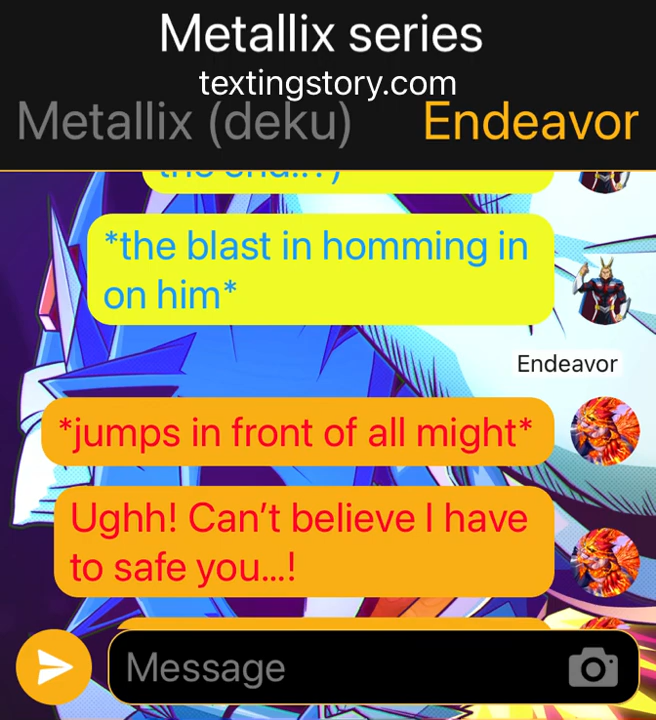 Metallix series
textingstory.com
Metallix (deku) Endeavor
*the blast in homming in
on him*
Endeavor
*jumps in front of all might*
Ughh! Can't believe I have
to safe you...!
Message